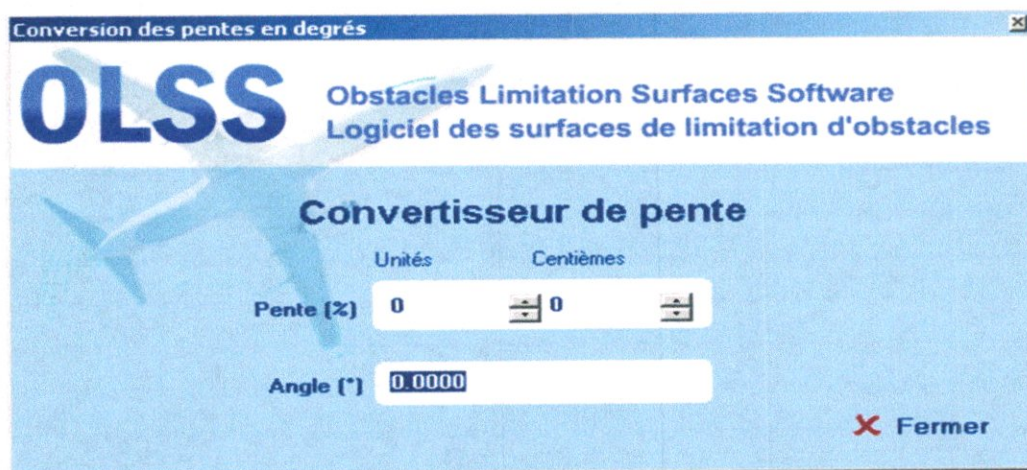 Conversion des pentes en degrés
OLSS
Obstacles Limitation Surfaces Software
Logiciel des surfaces de limitation d'obstacles
Convertisseur de pente
Unités Centièmes
Pente (%) 0 0
Angle (°) 0.0000
Fermer